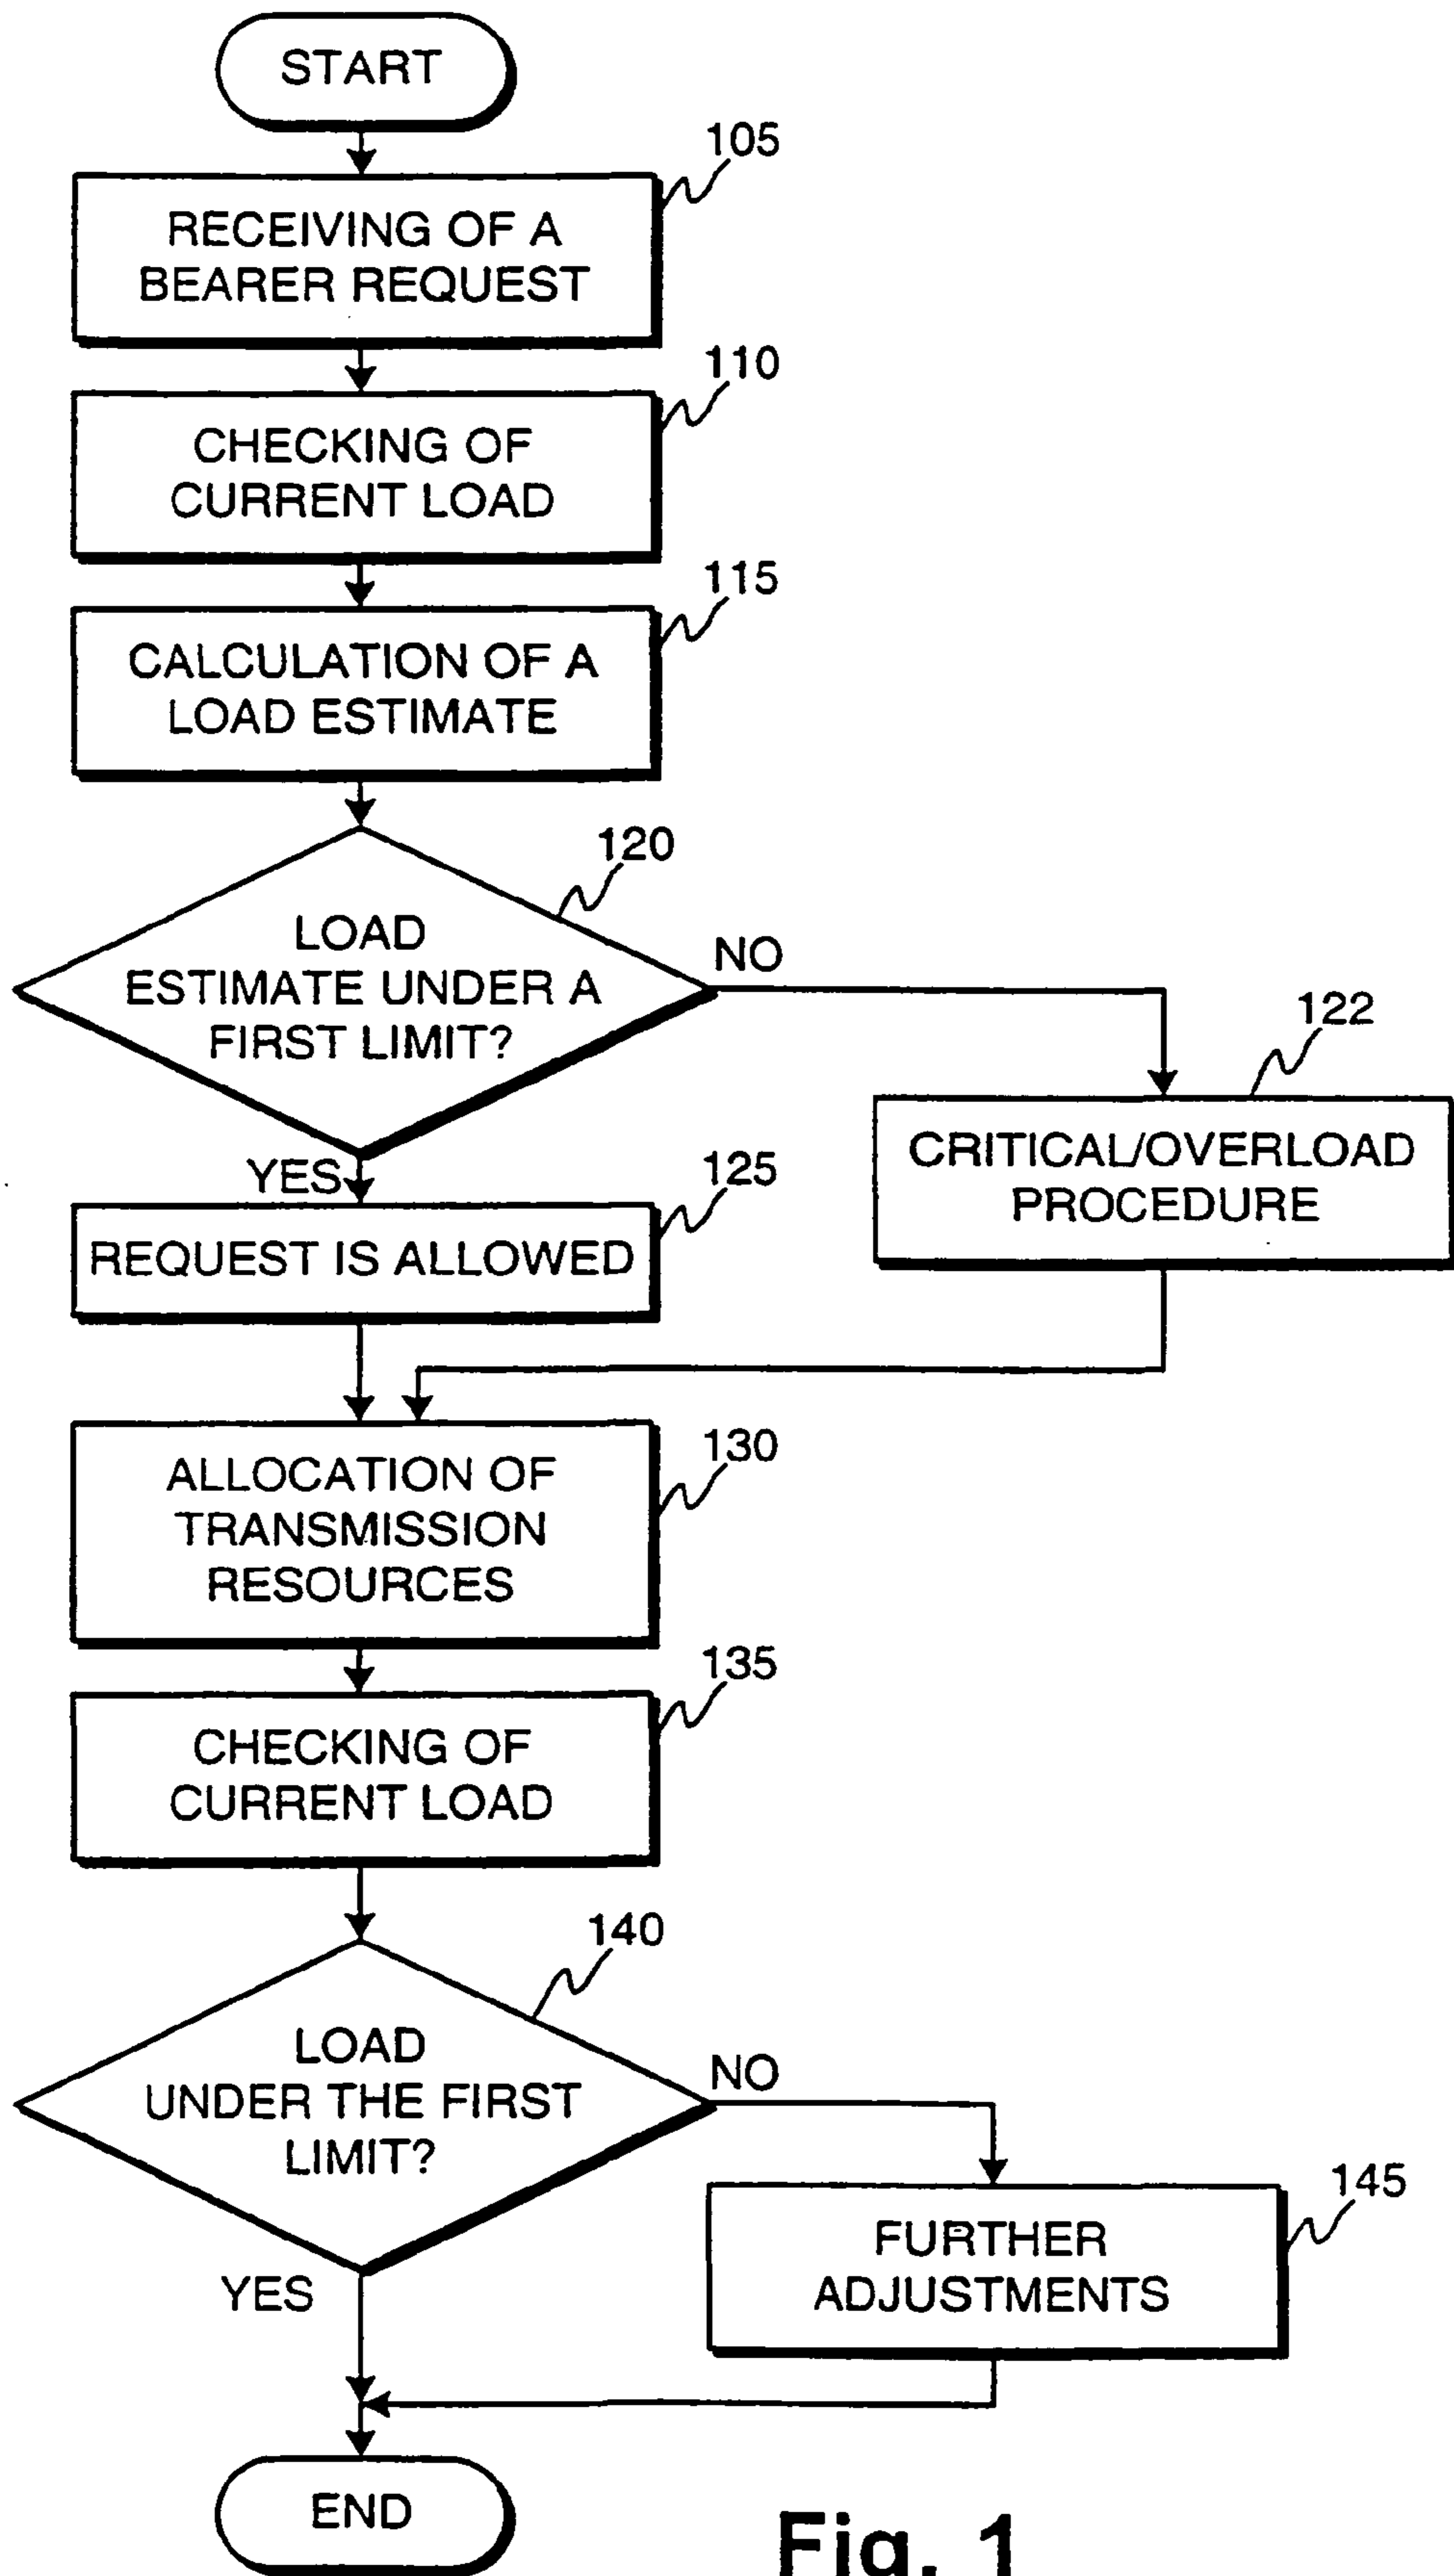 START
105
RECEIVING OF A
BEARER REQUEST
110
CHECKING OF
CURRENT LOAD
115
CALCULATION OF A
LOAD ESTIMATE
120
LOAD
ESTIMATE UNDER A
FIRST LIMIT?
NO
122
CRITICAL/OVERLOAD
PROCEDURE
YES
125
REQUEST IS ALLOWED
130
ALLOCATION OF
TRANSMISSION
RESOURCES
135
CHECKING OF
CURRENT LOAD
140
LOAD
UNDER THE FIRST
LIMIT?
NO
145
FURTHER
ADJUSTMENTS
YES
END
Fig. 1